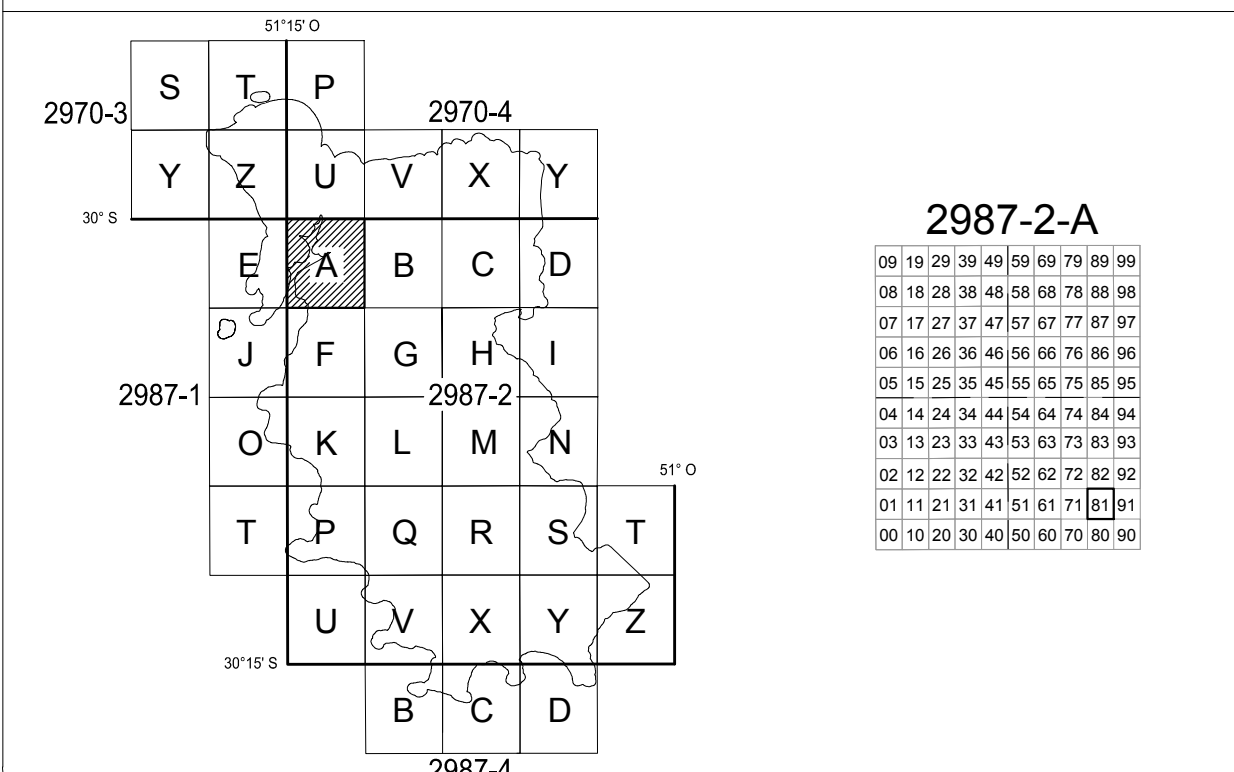 51°15' O
S T P
2970-3
2970-4
Y Z U V X Y
30° S
E A B C D
J F G H I
2987-1
2987-2
O K L M N
51° O
T P Q R S T
U V X Y Z
30°15' S
B C D
2987-4
2987-2-A
09 19 29 39 49 59 69 79 89 99
08 18 28 38 48 58 68 78 88 98
07 17 27 37 47 57 67 77 87 97
06 16 26 36 46 56 66 76 86 96
05 15 25 35 45 55 65 75 85 95
04 14 24 34 44 54 64 74 84 94
03 13 23 33 43 53 63 73 83 93
02 12 22 32 42 52 62 72 82 92
01 11 21 31 41 51 61 71 81 91
00 10 20 30 40 50 60 70 80 90